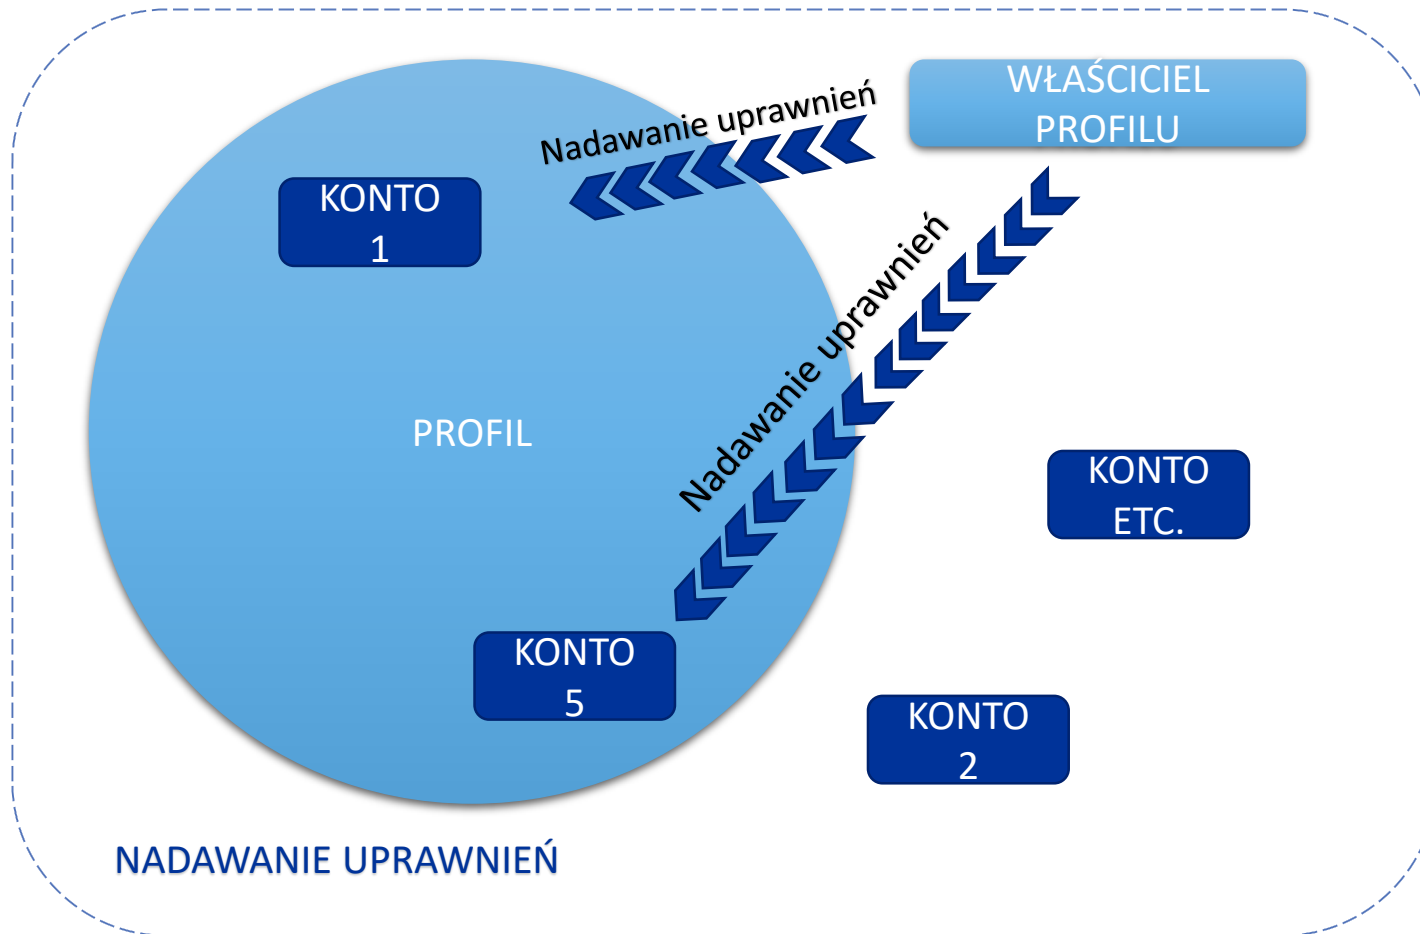 WŁAŚCICIEL
PROFILU
Nadawanie uprawnień
KONTO
1
Nadawanie uprawnień
PROFIL
KONTO
ETC.
KONTO
5
KONTO
2
NADAWANIE UPRAWNIEŃ